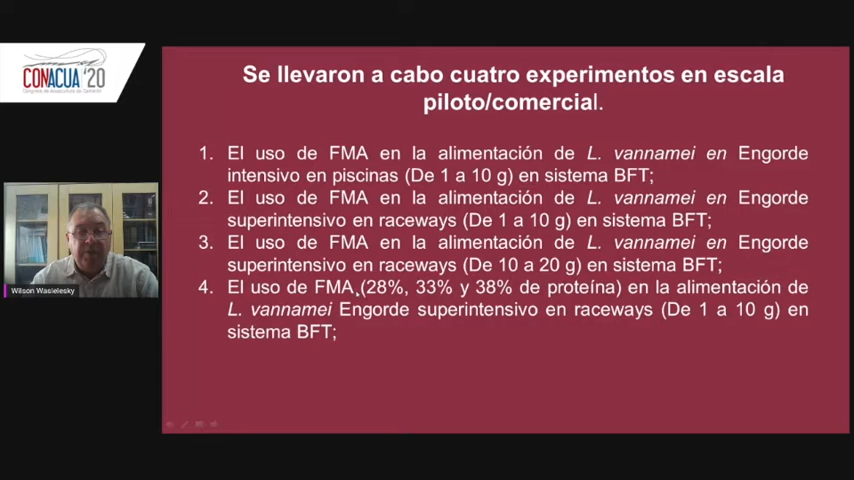 CONACUA '20
Se llevaron a cabo cuatro experimentos en escala
piloto/comercial.
1. El uso de FMA en la alimentación de L. vannamei en Engorde
intensivo en piscinas (De 1 a 10 g) en sistema BFT;
2. El uso de FMA en la alimentación de L. vannamei en Engorde
superintensivo en raceways (De 1 a 10 g) en sistema BFT;
3. El uso de FMA en la alimentación de L. vannamei en Engorde
superintensivo en raceways (De 10 a 20 g) en sistema BFT;
4. El uso de FMA (28%, 33% y 38% de proteína) en la alimentación de
L. vannamei Engorde superintensivo en raceways (De 1 a 10 g) en
sistema BFT;
Wilson Wasielesky